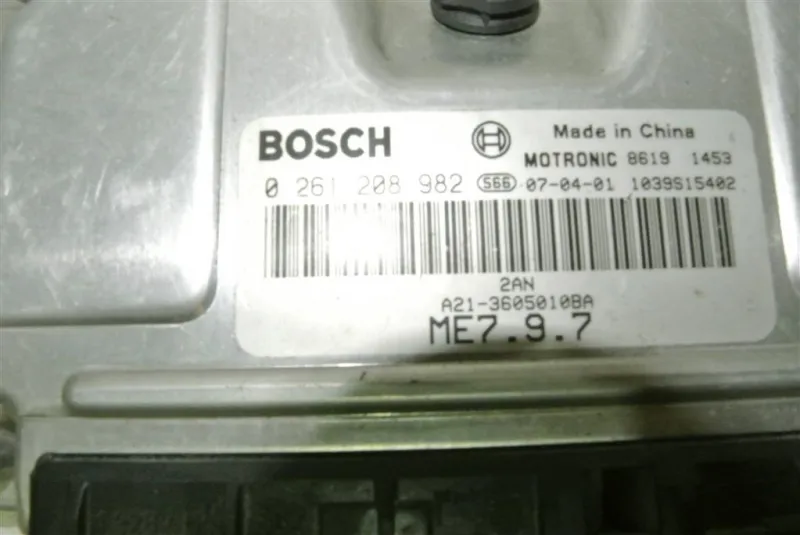 BOSCH Made in China
MOTRONIC 8619 1453
0 261 208 982 S66 07-04-01 1039S15402
2AN
A21-3605010BA
ME7.9.7